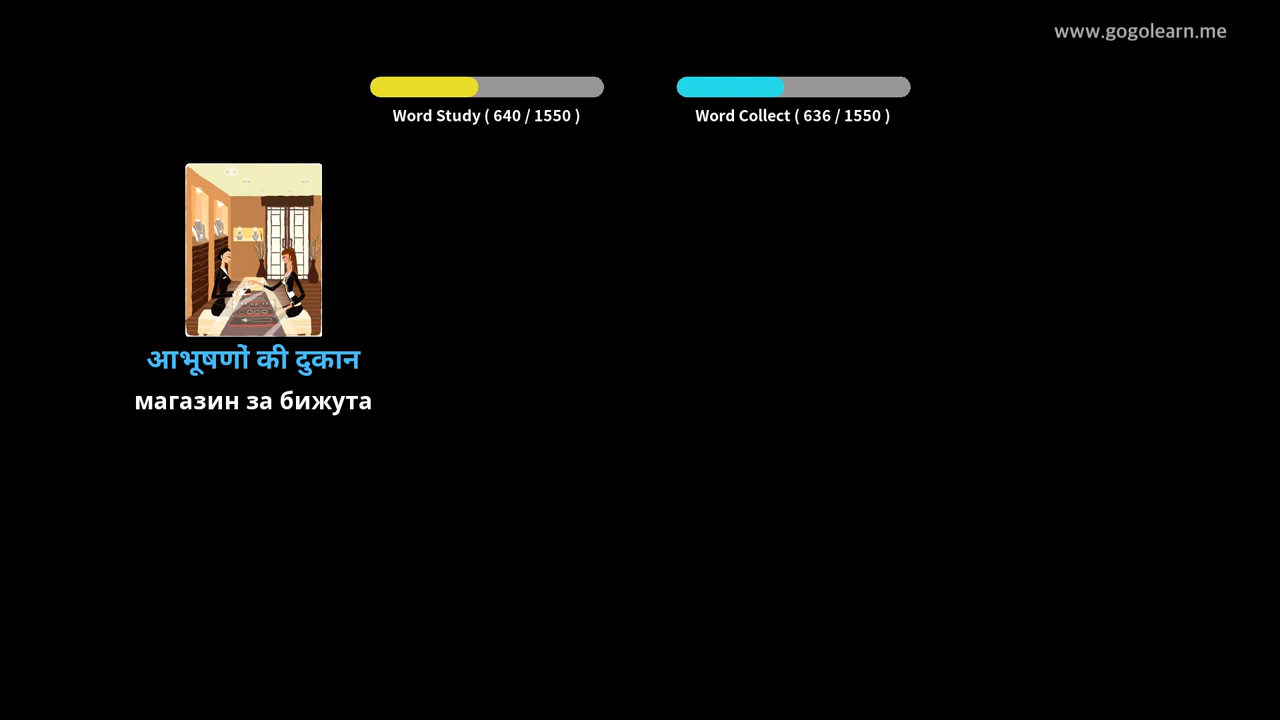 www.gogolearn.me
Word Study ( 640 / 1550 )
Word Collect ( 636 / 1550 )
आभूषणों की दुकान
магазин за бижута